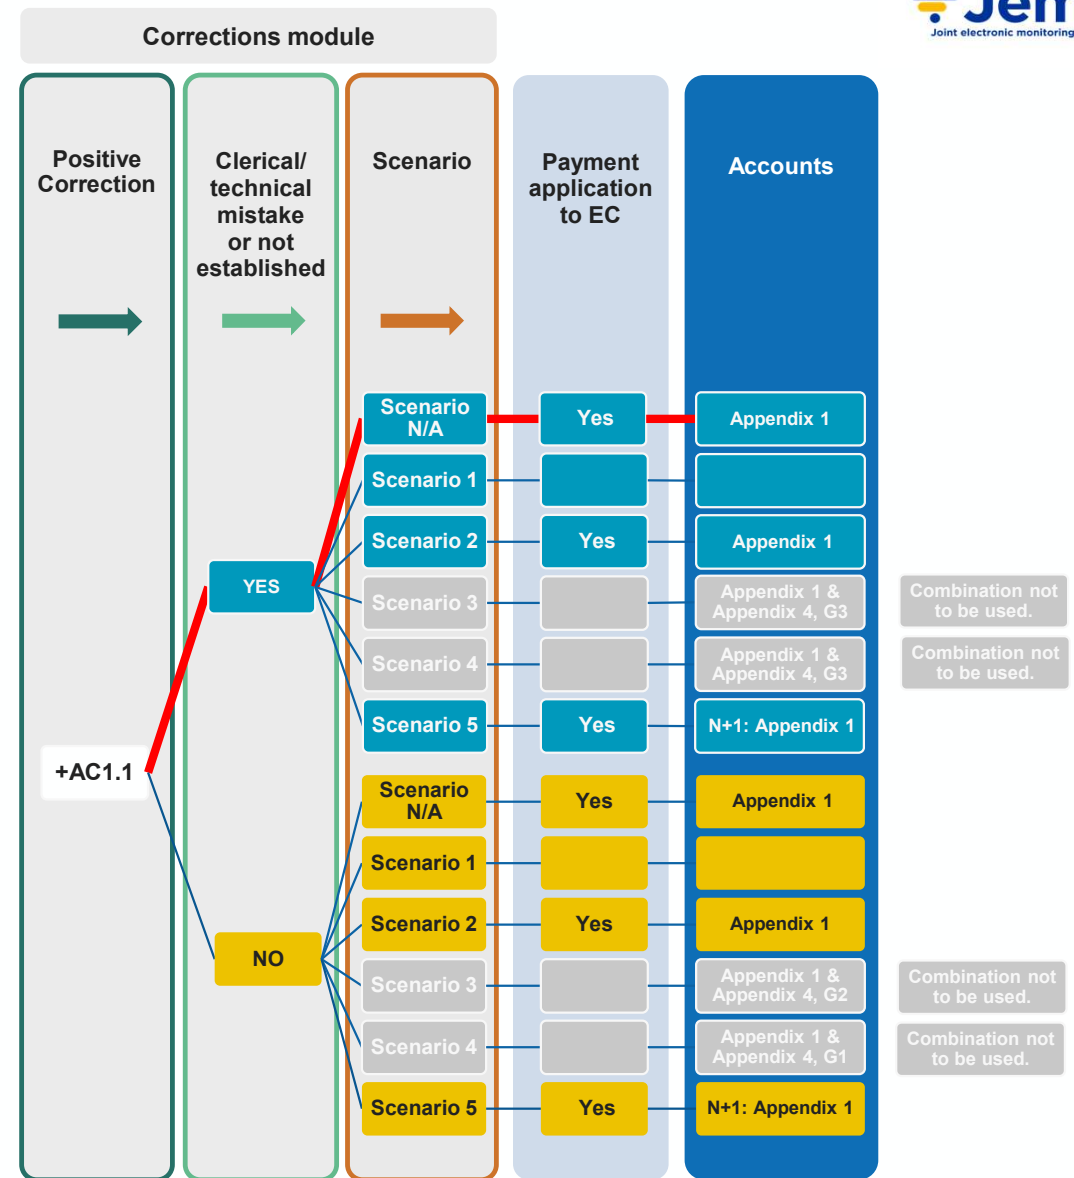 Jem
Joint electronic monitoring
Corrections module
Positive
Correction
Clerical/
technical
mistake
or not
established
Scenario
Payment
application
to EC
Accounts
Scenario
N/A
Yes
Appendix 1
Scenario 1
Scenario 2
Yes
Appendix 1
YES
Scenario 3
Appendix 1 &
Appendix 4, G3
Combination not
to be used.
Scenario 4
Appendix 1 &
Appendix 4, G3
Combination not
to be used.
Scenario 5
Yes
N+1: Appendix 1
+AC1.1
Scenario
N/A
Yes
Appendix 1
Scenario 1
Scenario 2
Yes
Appendix 1
NO
Scenario 3
Appendix 1 &
Appendix 4, G2
Combination not
to be used.
Scenario 4
Appendix 1 &
Appendix 4, G1
Combination not
to be used.
Scenario 5
Yes
N+1: Appendix 1